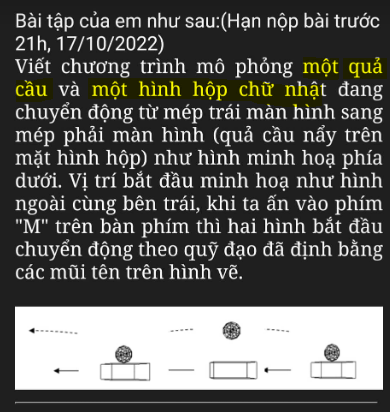 Bài tập của em như sau:(Hạn nộp bài trước
21h, 17/10/2022)
Viết chương trình mô phỏng một quả
cầu và một hình hộp chữ nhật đang
chuyển động từ mép trái màn hình sang
mép phải màn hình (quả cầu nẩy trên
mặt hình hộp) như hình minh hoạ phía
dưới. Vị trí bắt đầu minh hoạ như hình
ngoài cùng bên trái, khi ta ấn vào phím
"M" trên bàn phím thì hai hình bắt đầu
chuyển động theo quỹ đạo đã định bằng
các mũi tên trên hình vẽ.